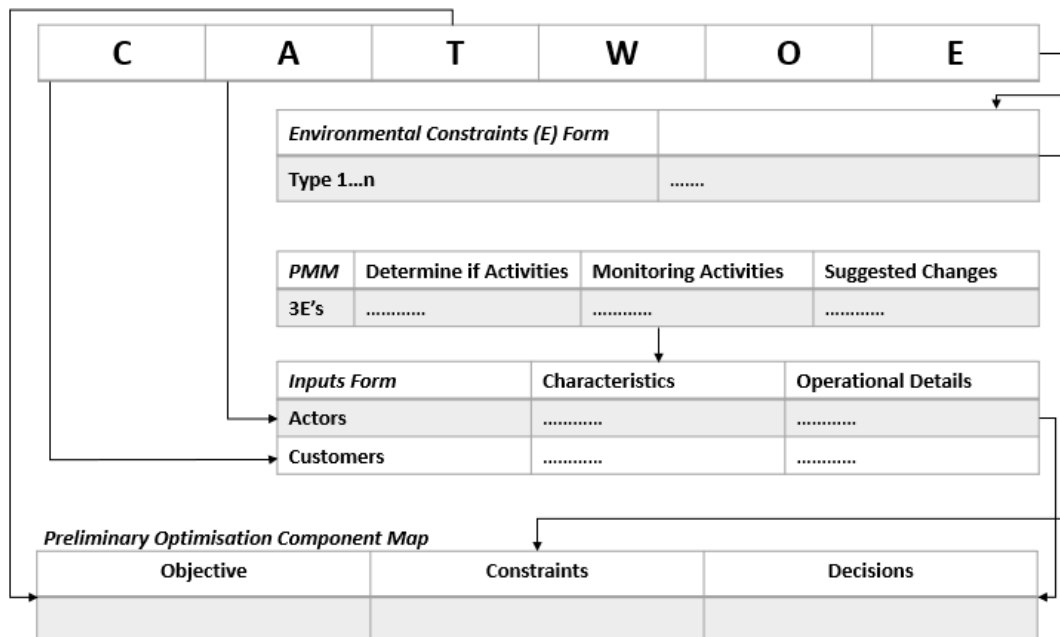 C A T W O E
Environmental Constraints (E) Form
Type 1...n .......
PMM Determine if Activities Monitoring Activities Suggested Changes
3E's ............ ............ ............
Inputs Form Characteristics Operational Details
Actors ............ ............
Customers ............ ............
Preliminary Optimisation Component Map
Objective Constraints Decisions